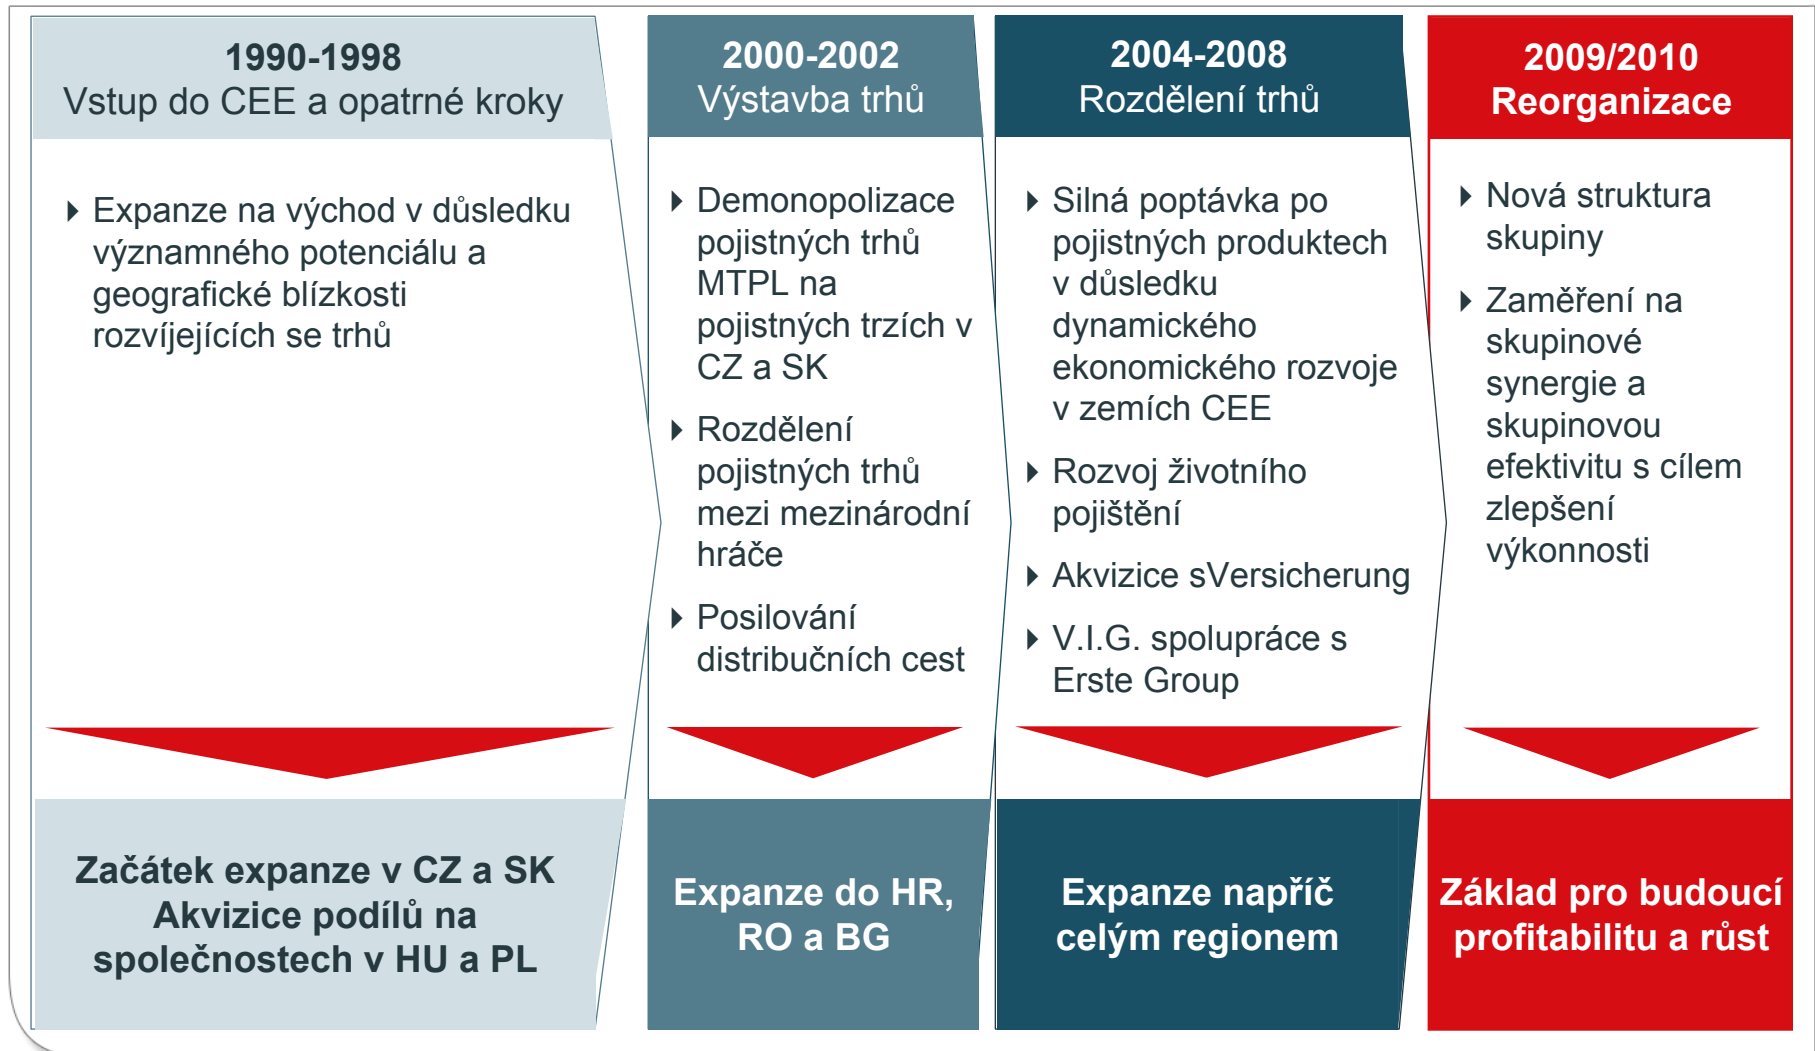 1990-1998
Vstup do CEE a opatrné kroky
Expanze na východ v důsledku
významného potenciálu a
geografické blízkosti
rozvíjejících se trhů
Začátek expanze v CZ a SK
Akvizice podílů na
společnostech v HU a PL
2000-2002
Výstavba trhů
Demonopolizace
pojistných trhů
MTPL na
pojistných trzích v
CZ a SK
Rozdělení
pojistných trhů
mezi mezinárodní
hráče
Posilování
distribučních cest
Expanze do HR,
RO a BG
2004-2008
Rozdělení trhů
Silná poptávka po
pojistných produktech
v důsledku
dynamického
ekonomického rozvoje
v zemích CEE
Rozvoj životního
pojištění
Akvizice sVersicherung
V.I.G. spolupráce s
Erste Group
Expanze napříč
celým regionem
2009/2010
Reorganizace
Nová struktura
skupiny
Zaměření na
skupinové
synergie a
skupinovou
efektivitu s cílem
zlepšení
výkonnosti
Základ pro budoucí
profitabilitu a růst